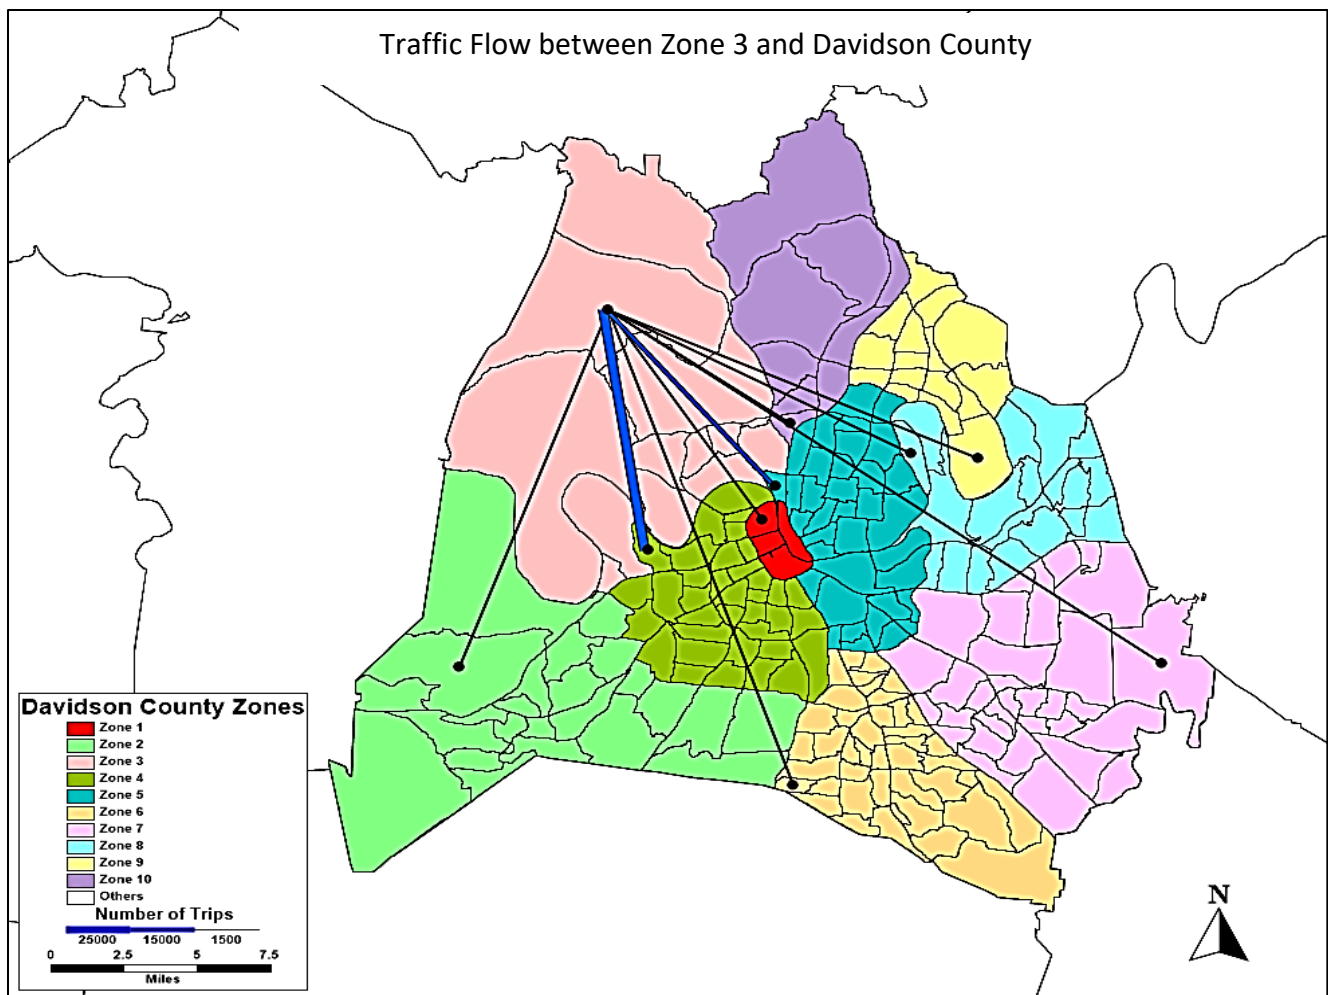 Traffic Flow between Zone 3 and Davidson County
Davidson County Zones
Zone 1
Zone 2
Zone 3
Zone 4
Zone 5
Zone 6
Zone 7
Zone 8
Zone 9
Zone 10
Others
Number of Trips
25000 15000 1500
0 2.5 5 7.5
Miles
N